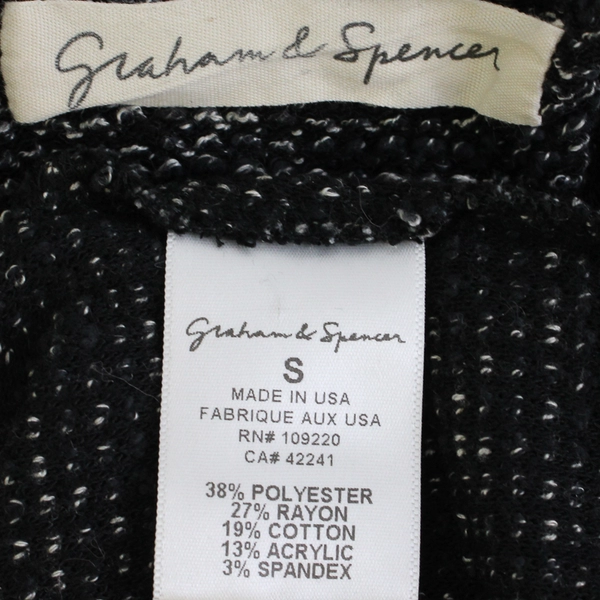 Graham & Spencer
Graham & Spencer
S
MADE IN USA
FABRIQUE AUX USA
RN# 109220
CA# 42241
38% POLYESTER
27% RAYON
19% COTTON
13% ACRYLIC
3% SPANDEX